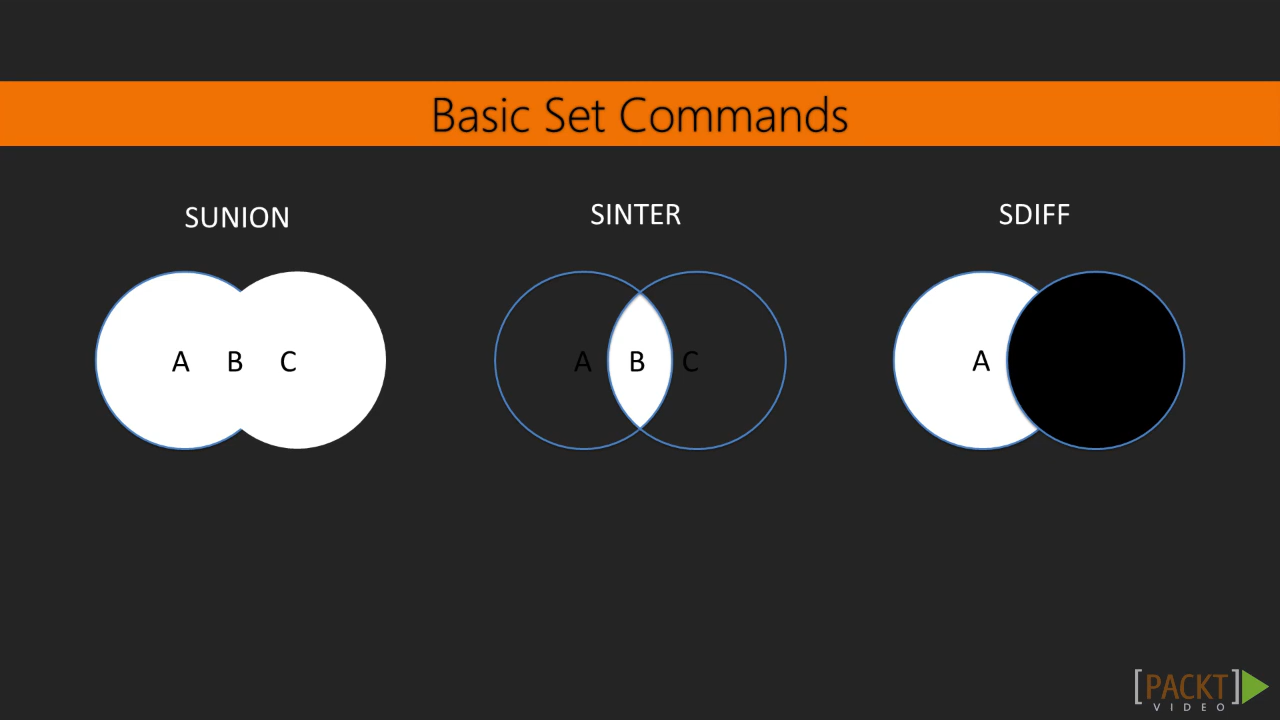 Basic Set Commands
SUNION
SINTER
SDIFF
A B C
A B C
A
[PACKT]
VIDEO